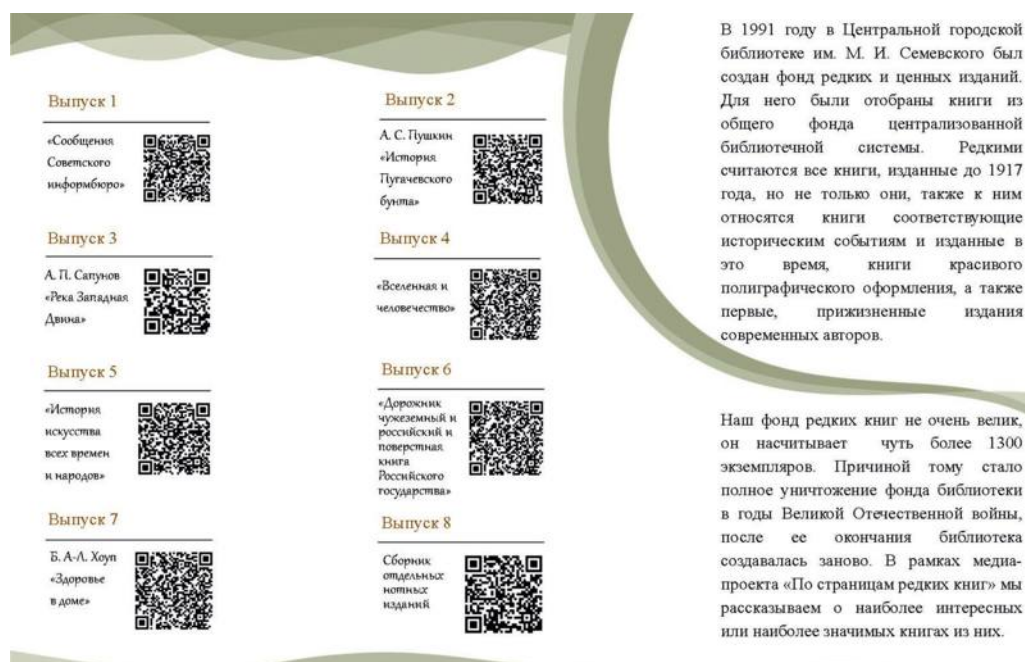 Выпуск 1
«Сообщения
Советского
информбюро»
Выпуск 2
А. С. Пушкин
«История
Пугачевского
бунта»
Выпуск 3
А. П. Сапунов
«Река Западная
Двина»
Выпуск 4
«Вселенная и
человечество»
Выпуск 5
«История
искусства
всех времен
и народов»
Выпуск 6
«Дорожник
чужеземный и
российский и
поверстная
книга
Российского
государства»
Выпуск 7
Б. А-Л. Хоуп
«Здоровье
в доме»
Выпуск 8
Сборник
отдельных
нотных
изданий
В 1991 году в Центральной городской
библиотеке им. М. И. Семевского был
создан фонд редких и ценных изданий.
Для него были отобраны книги из
общего фонда централизованной
библиотечной системы. Редкими
считаются все книги, изданные до 1917
года, но не только они, также к ним
относятся книги соответствующие
историческим событиям и изданные в
это время, книги красивого
полиграфического оформления, а также
первые, прижизненные издания
современных авторов.
Наш фонд редких книг не очень велик,
он насчитывает чуть более 1300
экземпляров. Причиной тому стало
полное уничтожение фонда библиотеки
в годы Великой Отечественной войны,
после ее окончания библиотека
создавалась заново. В рамках медиа-
проекта «По страницам редких книг» мы
рассказываем о наиболее интересных
или наиболее значимых книгах из них.